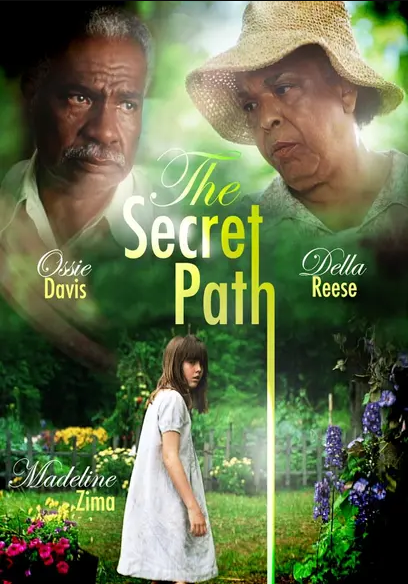 The
Secret
Path
Ossie
Davis
Della
Reese
Madeline
Zima